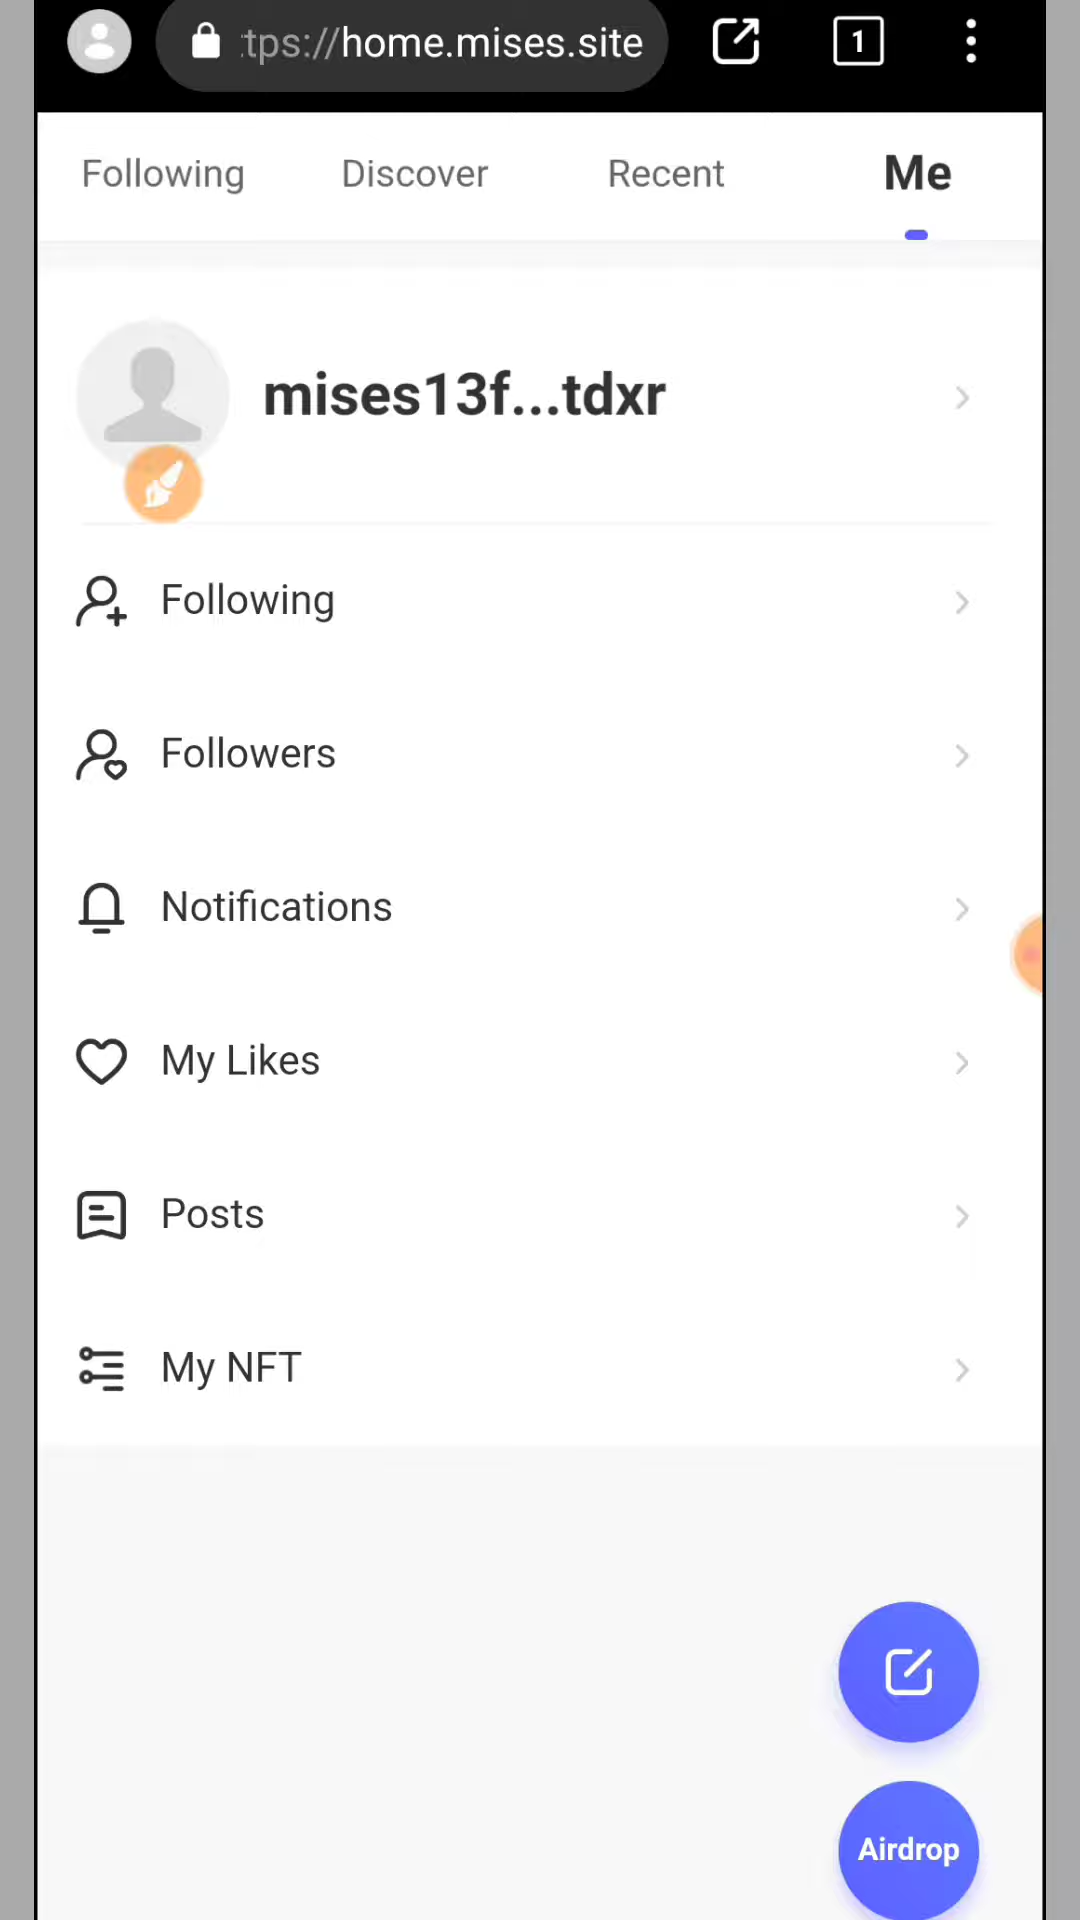 tps://home.mises.site
1
Following
Discover
Recent
Me
mises13f...tdxr
Following
Followers
Notifications
My Likes
Posts
My NFT
Airdrop